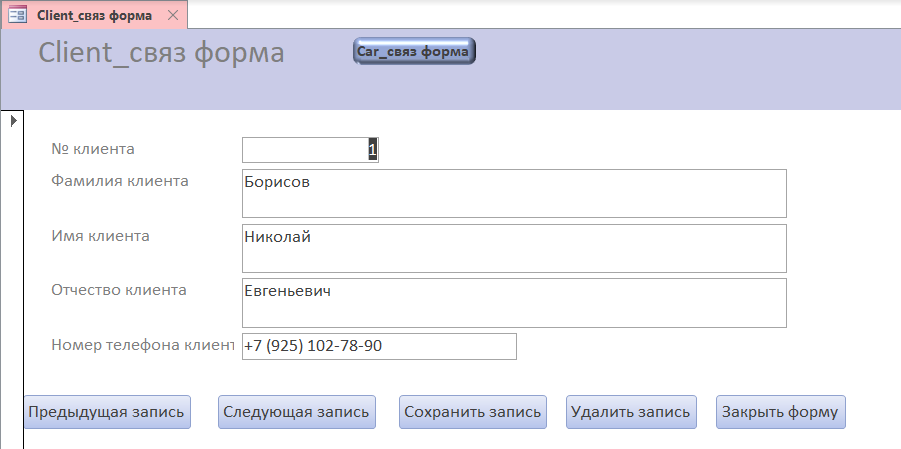 Client_связ форма
Client_связ форма
Car_связ форма
№ клиента
1
Фамилия клиента
Борисов
Имя клиента
Николай
Отчество клиента
Евгеньевич
Номер телефона клиент
+7 (925) 102-78-90
Предыдущая запись
Следующая запись
Сохранить запись
Удалить запись
Закрыть форму